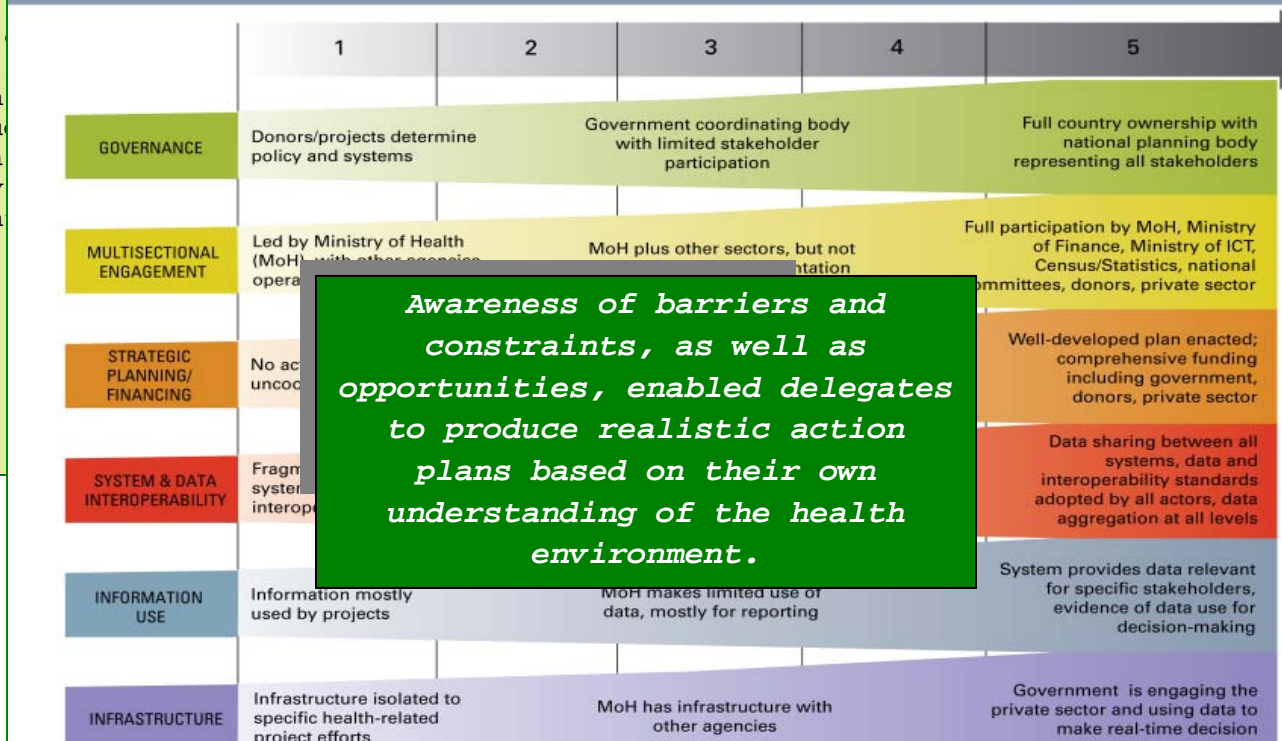 1 2 3 4 5
GOVERNANCE
Donors/projects determine
policy and systems
Government coordinating body
with limited stakeholder
participation
Full country ownership with
national planning body
representing all stakeholders
MULTISECTIONAL
ENGAGEMENT
Led by Ministry of Health
(MoH), with other agencies
MoH plus other sectors, but not
Full participation by MoH, Ministry
of Finance, Ministry of ICT,
Census/Statistics, national
donors, private sector
Awareness of barriers and
constraints, as well as
opportunities, enabled delegates
to produce realistic action
plans based on their own
understanding of the health
environment.
STRATEGIC
PLANNING/
FINANCING
No
Well-developed plan enacted;
comprehensive funding
including government,
donors, private sector
SYSTEM & DATA
INTEROPERABILITY
Data sharing between all
systems, data and
interoperability standards
adopted by all actors, data
aggregation at all levels
INFORMATION
USE
Information mostly
used by projects
MoH makes limited use of
data, mostly for reporting
System provides data relevant
for specific stakeholders,
evidence of data use for
decision-making
INFRASTRUCTURE
Infrastructure isolated to
specific health-related
project efforts
MoH has infrastructure with
other agencies
Government is engaging the
private sector and using data to
make real-time decision